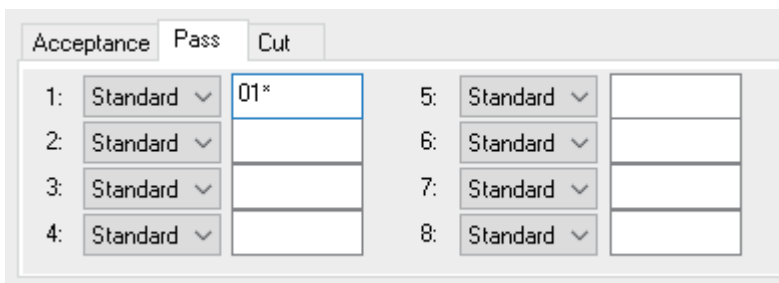 Acceptance Pass Cut
1: Standard 01* 5: Standard
2: Standard 6: Standard
3: Standard 7: Standard
4: Standard 8: Standard